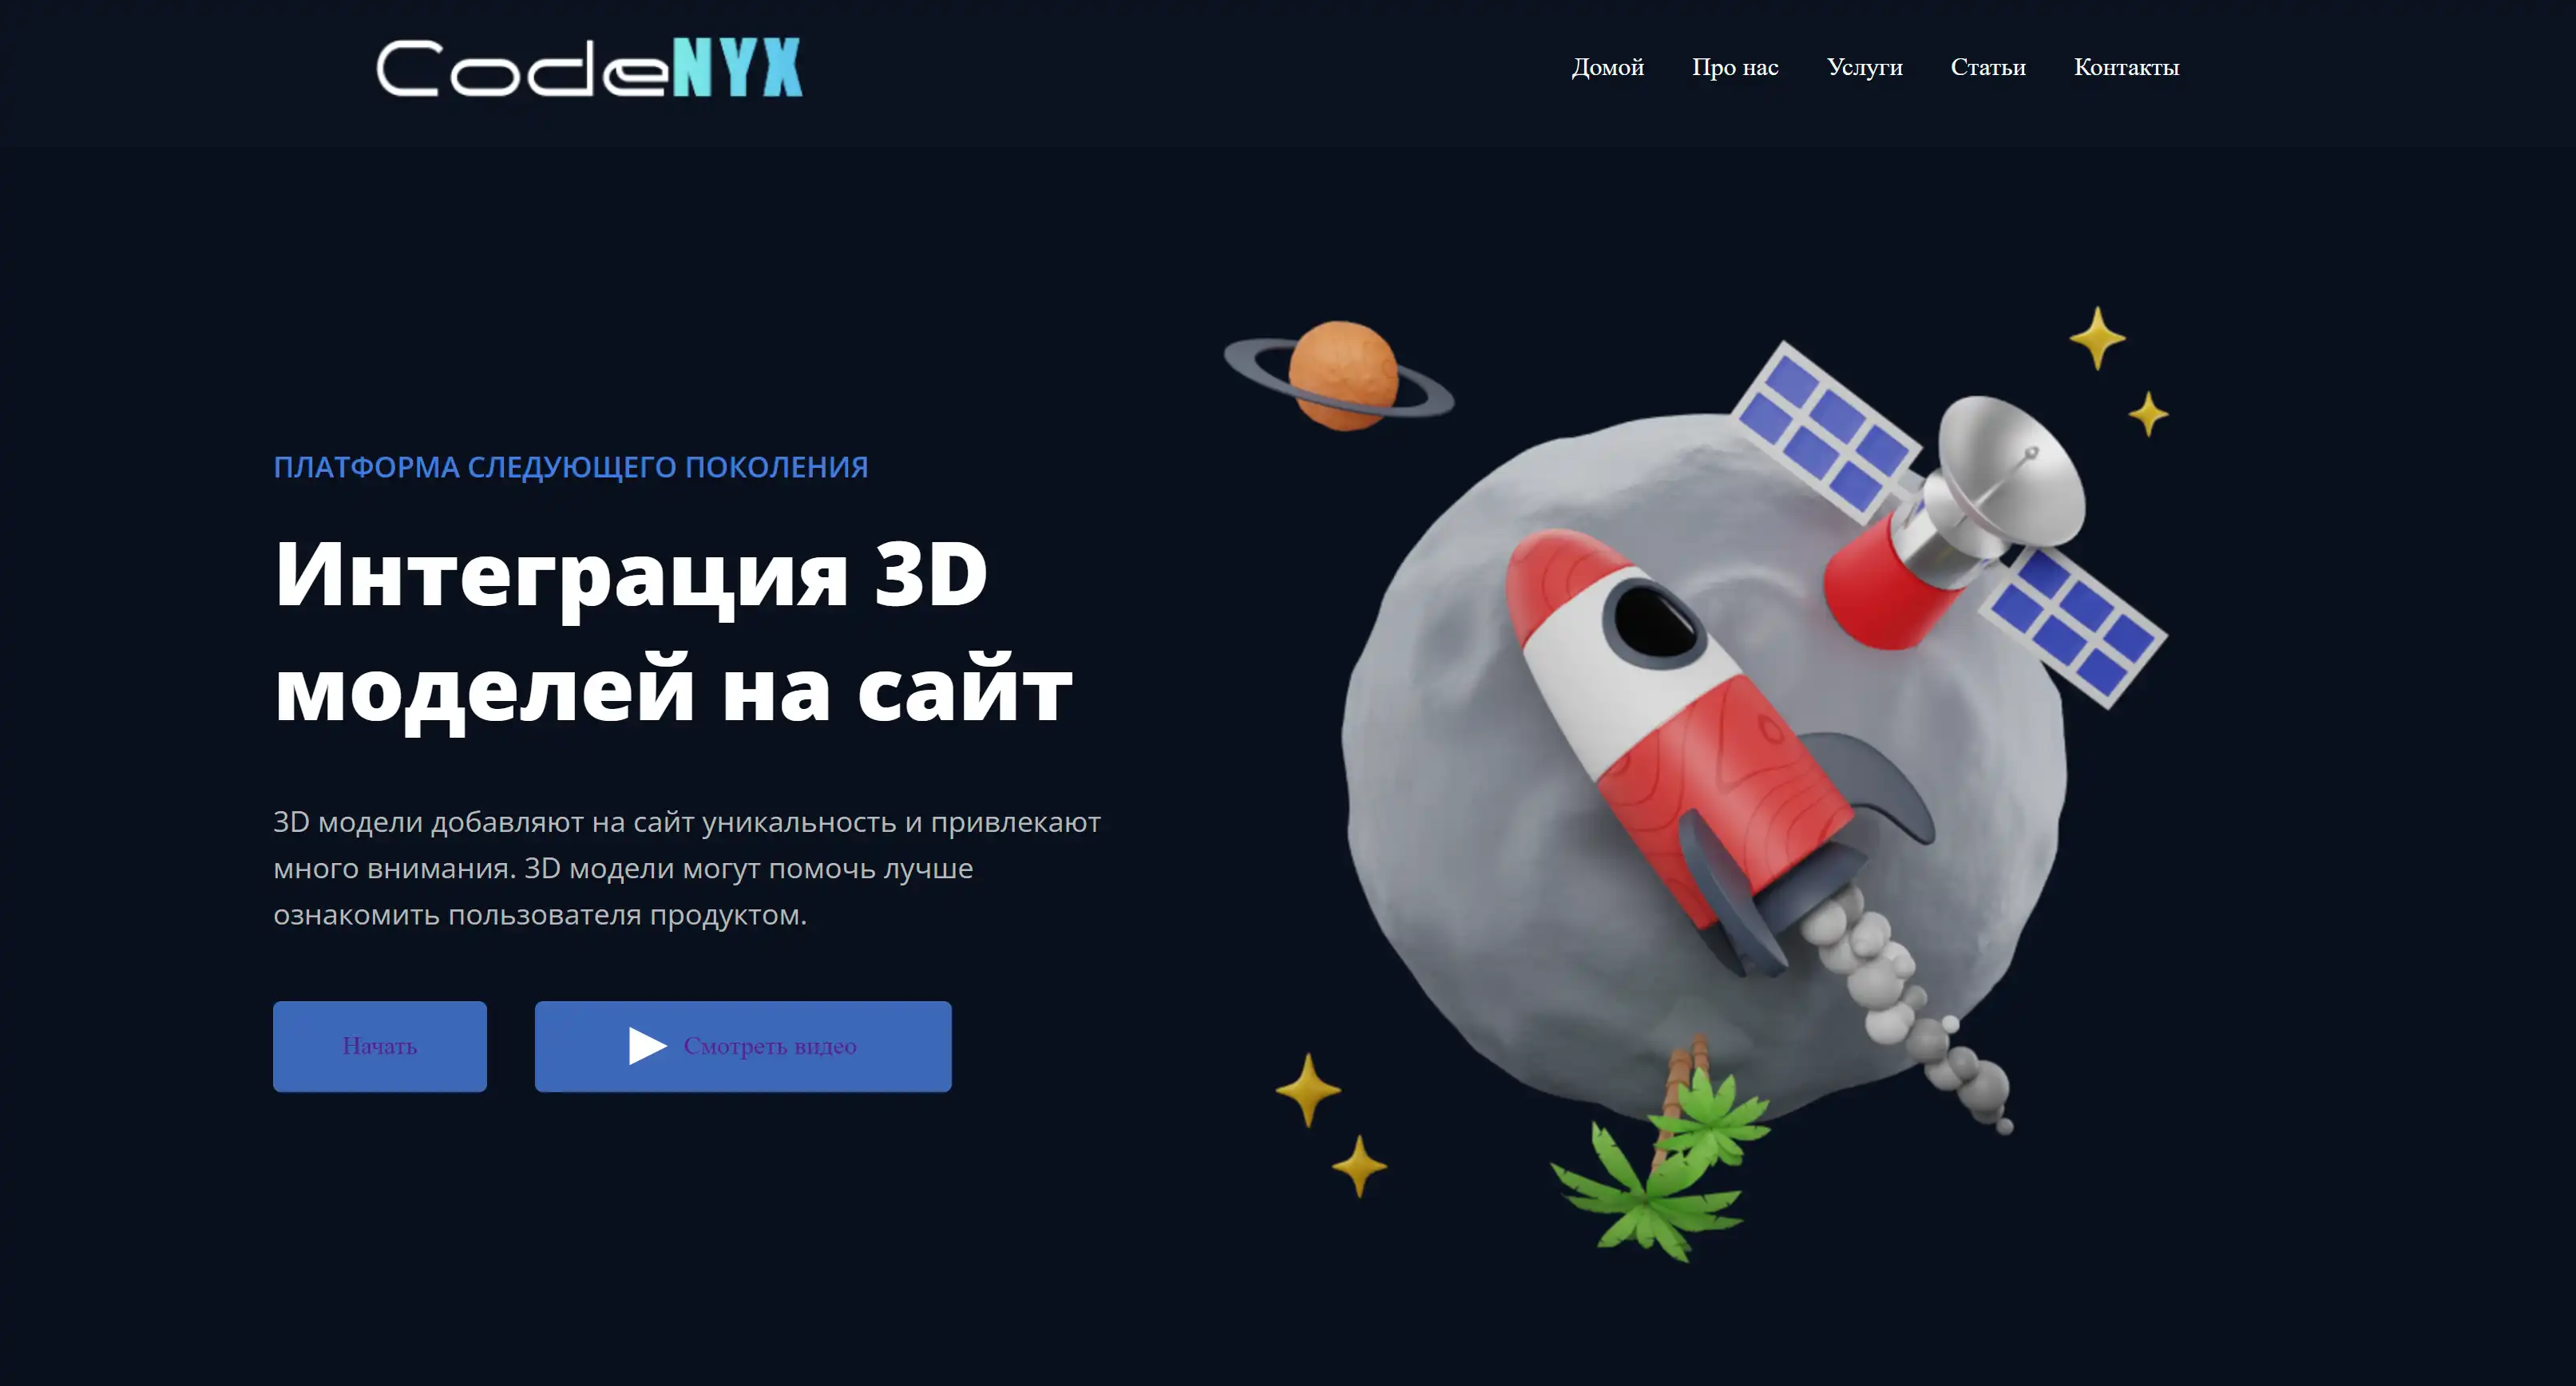 CodeNYX
Домой Про нас Услуги Статьи Контакты
ПЛАТФОРМА СЛЕДУЮЩЕГО ПОКОЛЕНИЯ
Интеграция 3D
моделей на сайт
3D модели добавляют на сайт уникальность и привлекают
много внимания. 3D модели могут помочь лучше
ознакомить пользователя продуктом.
Начать
Смотреть видео